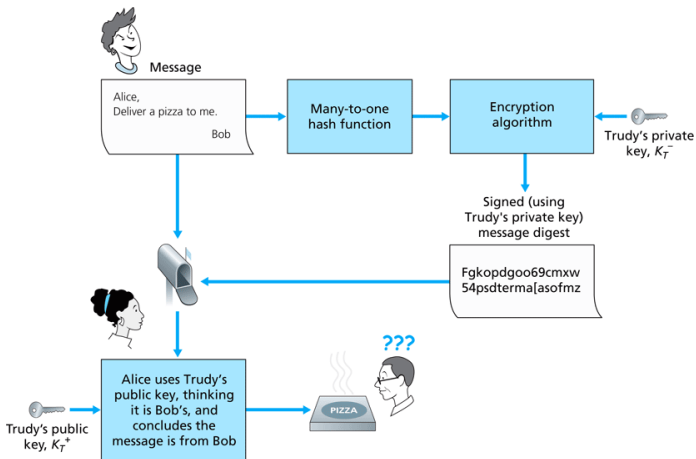 Message
Alice,
Deliver a pizza to me.
Bob
Many-to-one
hash function
Encryption
algorithm
Trudy's private
key, K_T^–
Signed (using
Trudy's private key)
message digest
Fgkopdgoo69cmxw
54psdterma[asofmz
Alice uses Trudy's
public key, thinking
it is Bob's, and
concludes the
message is from Bob
Trudy's public
key, K_T^+
PIZZA
???